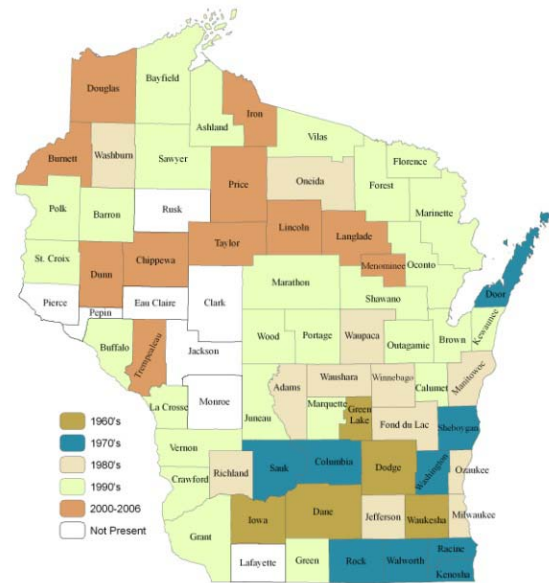 Douglas
Bayfield
Iron
Ashland
Vilas
Burnett
Washburn
Sawyer
Florence
Price
Oneida
Forest
Marinette
Polk
Barron
Rusk
Lincoln
Langlade
Taylor
Menominee
Oconto
St. Croix
Dunn
Chippewa
Door
Marathon
Shawano
Pierce
Pepin
Eau Claire
Clark
Kewaunee
Buffalo
Trempealeau
Jackson
Wood
Portage
Waupaca
Outagamie
Brown
Manitowoc
Adams
Waushara
Winnebago
Calumet
La Crosse
Monroe
Juneau
Marquette
Green
Lake
Fond du Lac
Sheboygan
Vernon
Richland
Sauk
Columbia
Dodge
Washington
Ozaukee
Crawford
Iowa
Dane
Jefferson
Waukesha
Milwaukee
Grant
Lafayette
Green
Rock
Walworth
Racine
Kenosha
1960's
1970's
1980's
1990's
2000-2006
Not Present